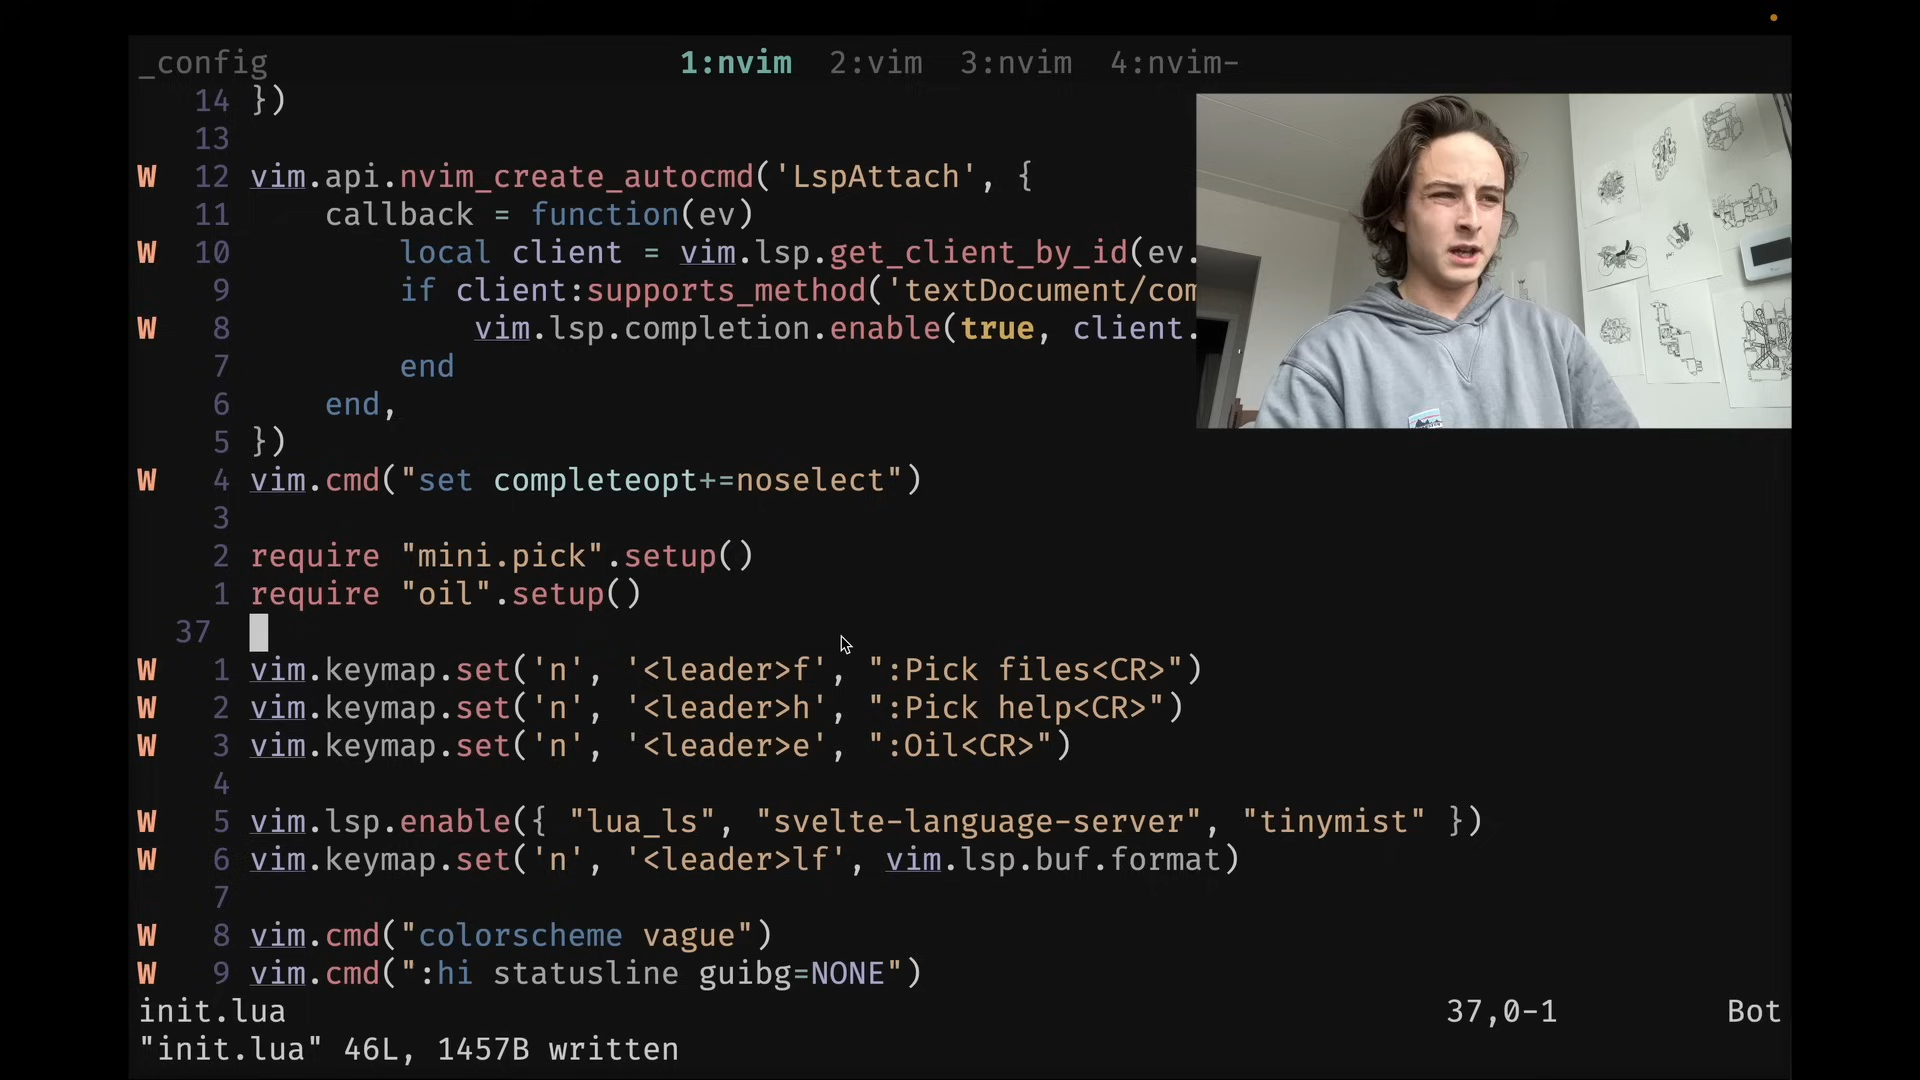 _config 1:nvim 2:vim 3:nvim 4:nvim-
14 })
13
W 12 vim.api.nvim_create_autocmd('LspAttach', {
11     callback = function(ev)
W 10         local client = vim.lsp.get_client_by_id(ev.
9         if client:supports_method('textDocument/com
W 8             vim.lsp.completion.enable(true, client.
7         end
6     end,
5 })
W 4 vim.cmd("set completeopt+=noselect")
3
2 require "mini.pick".setup()
1 require "oil".setup()
37
W 1 vim.keymap.set('n', '<leader>f', ":Pick files<CR>")
W 2 vim.keymap.set('n', '<leader>h', ":Pick help<CR>")
W 3 vim.keymap.set('n', '<leader>e', ":Oil<CR>")
4
W 5 vim.lsp.enable({ "lua_ls", "svelte-language-server", "tinymist" })
W 6 vim.keymap.set('n', '<leader>lf', vim.lsp.buf.format)
7
W 8 vim.cmd("colorscheme vague")
W 9 vim.cmd(":hi statusline guibg=NONE")
init.lua 37,0-1 Bot
"init.lua" 46L, 1457B written